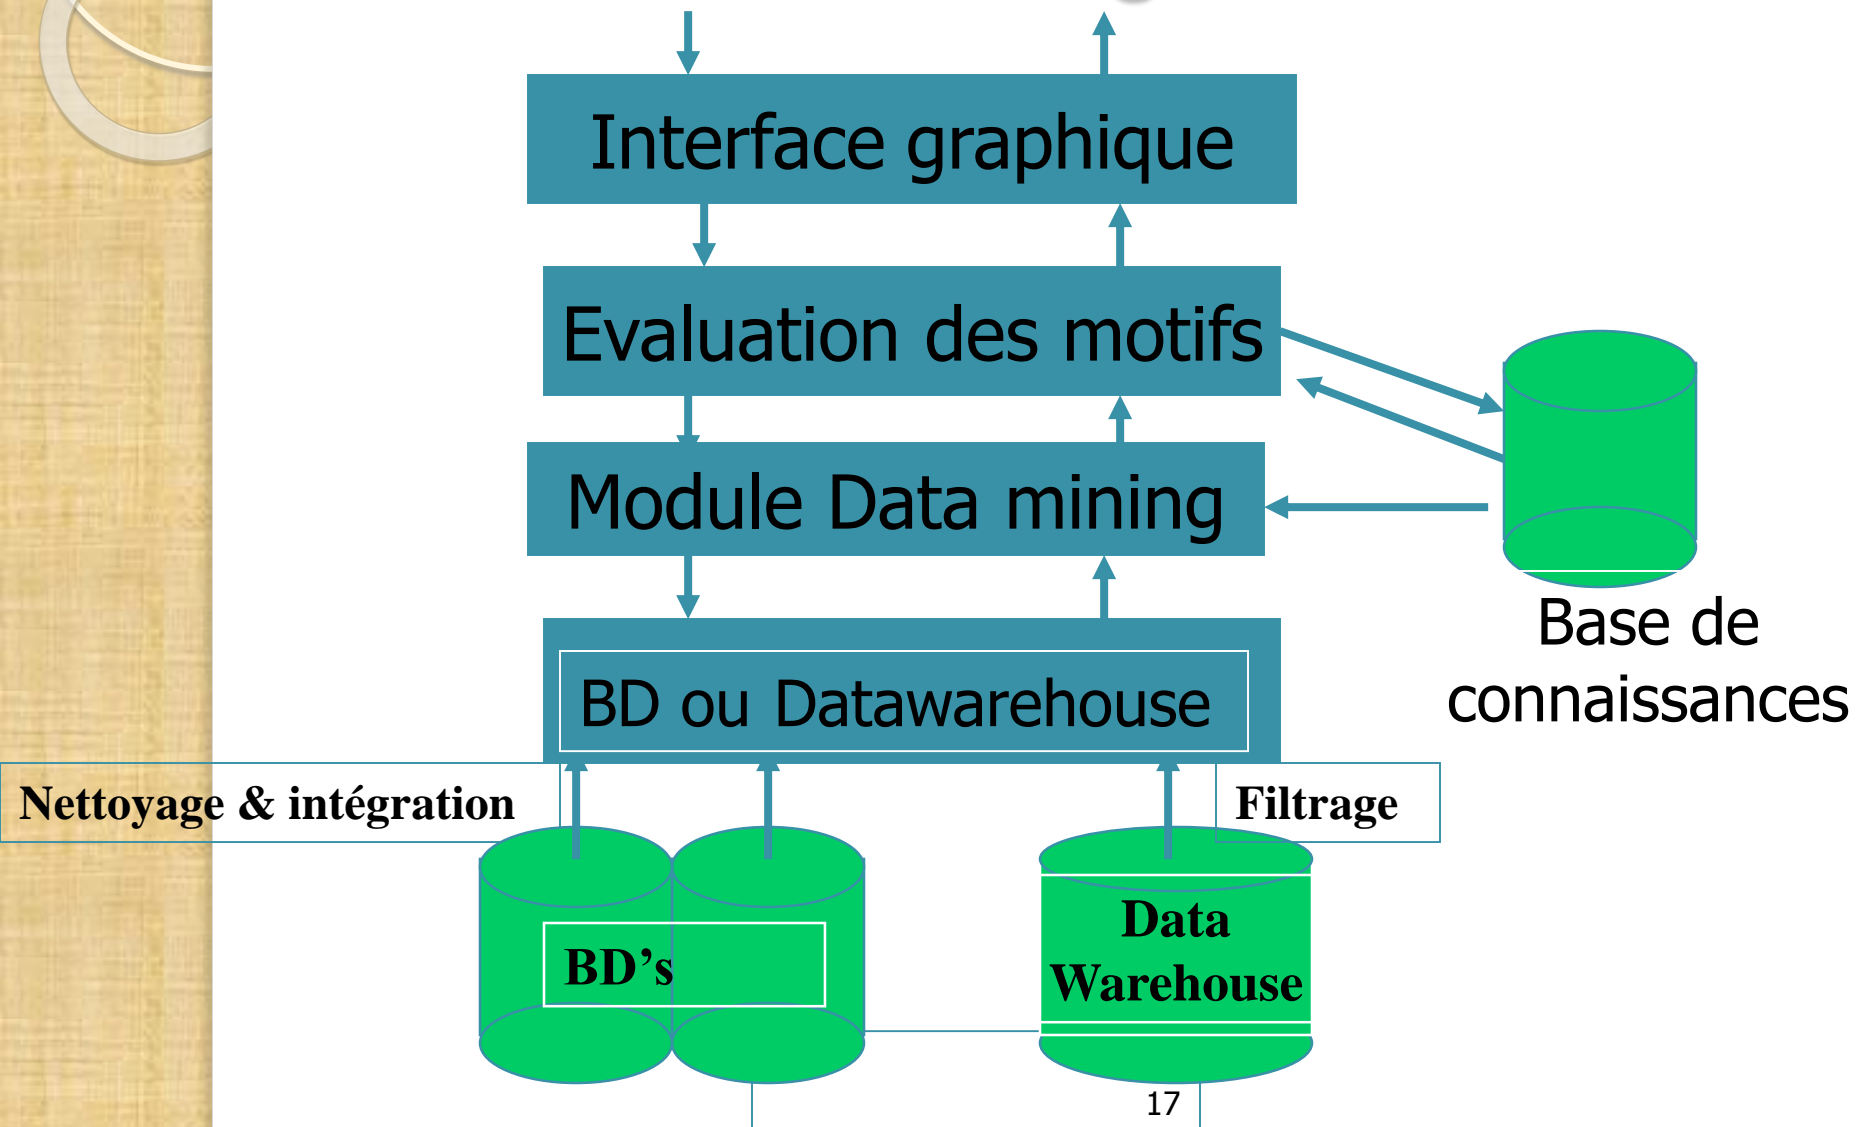 Interface graphique
Evaluation des motifs
Module Data mining
BD ou Datawarehouse
Base de
connaissances
Nettoyage & intégration
Filtrage
BD’s
Data
Warehouse
17